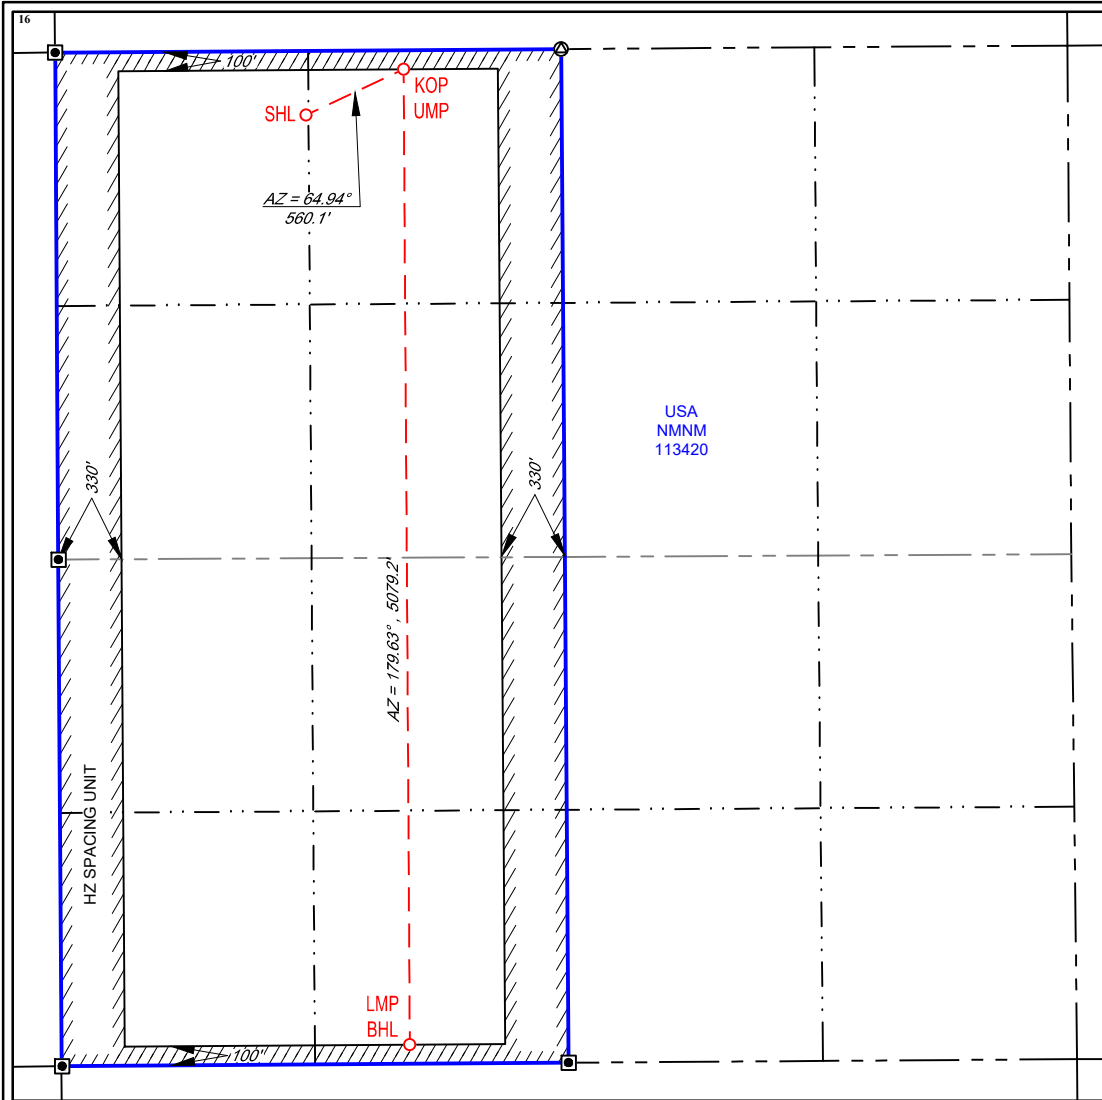 16
100'
KOP
UMP
SHL
AZ = 64.94°
560.1'
USA
NMNM
113420
330'
330'
AZ = 179.63° , 5079.2'
HZ SPACING UNIT
LMP
BHL
100"